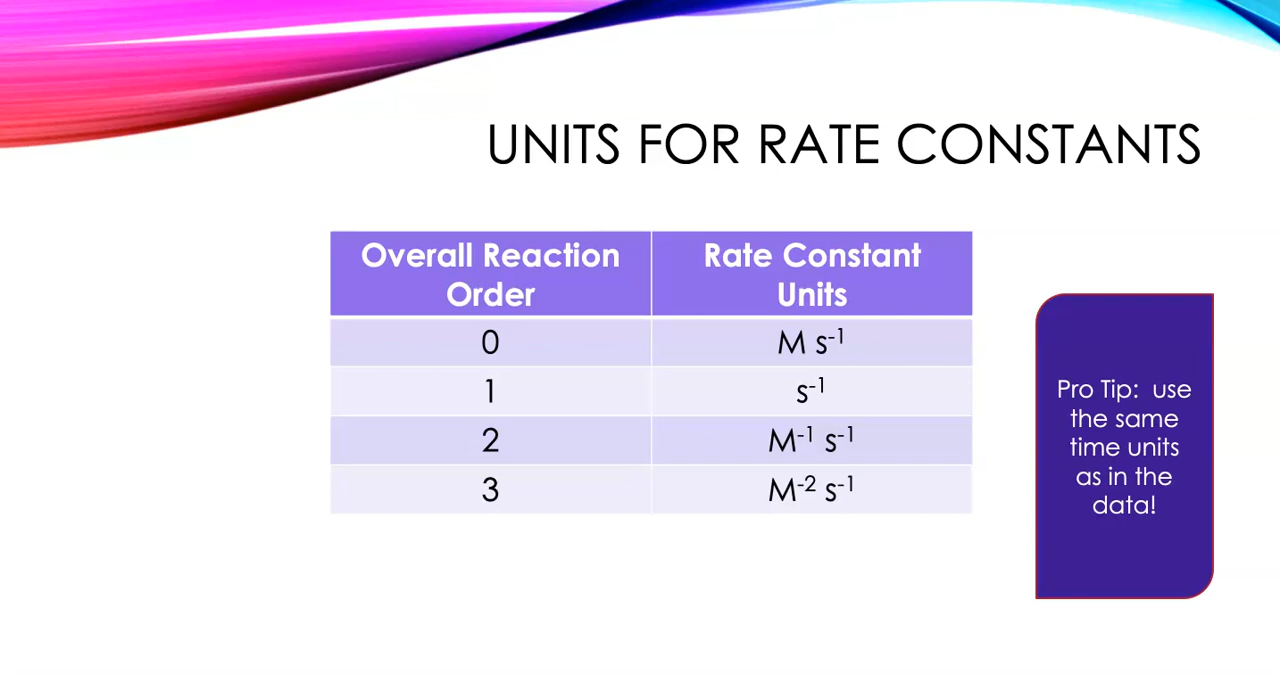 UNITS FOR RATE CONSTANTS
Overall Reaction Order
Rate Constant Units
0
M s⁻¹
1
s⁻¹
2
M⁻¹ s⁻¹
3
M⁻² s⁻¹
Pro Tip: use
the same
time units
as in the
data!